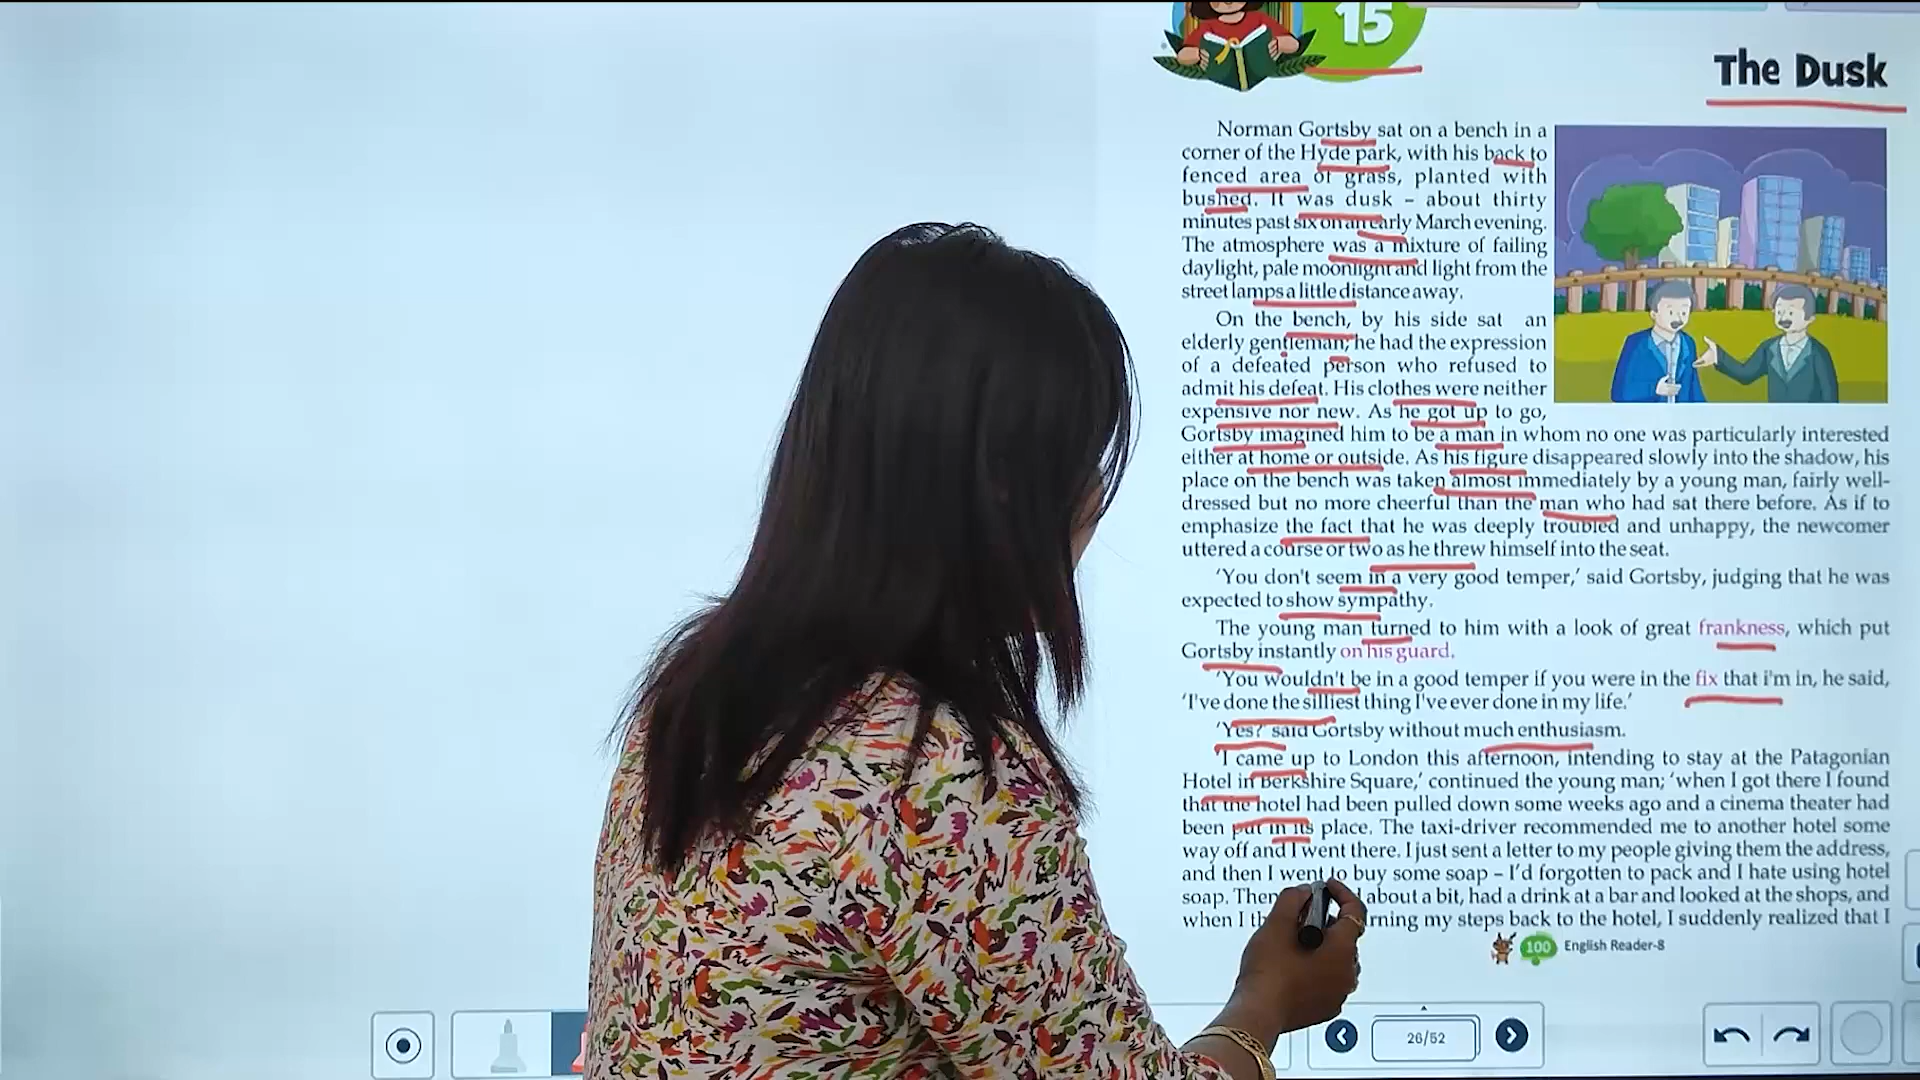 15
The Dusk
Norman Gortsby sat on a bench in a
corner of the Hyde park, with his back to
fenced area of grass, planted with
bushed. It was dusk – about thirty
minutes past six on an early March evening.
The atmosphere was a mixture of failing
daylight, pale moonlight and light from the
street lamps a little distance away.
On the bench, by his side sat an
elderly gentleman; he had the expression
of a defeated person who refused to
admit his defeat. His clothes were neither
expensive nor new. As he got up to go,
Gortsby imagined him to be a man in whom no one was particularly interested
either at home or outside. As his figure disappeared slowly into the shadow, his
place on the bench was taken almost immediately by a young man, fairly well-
dressed but no more cheerful than the man who had sat there before. As if to
emphasize the fact that he was deeply troubled and unhappy, the newcomer
uttered a course or two as he threw himself into the seat.
‘You don't seem in a very good temper,’ said Gortsby, judging that he was
expected to show sympathy.
The young man turned to him with a look of great frankness, which put
Gortsby instantly on his guard.
‘You wouldn't be in a good temper if you were in the fix that i'm in, he said,
‘I've done the silliest thing I've ever done in my life.’
‘Yes?’ said Gortsby without much enthusiasm.
‘I came up to London this afternoon, intending to stay at the Patagonian
Hotel in Berkshire Square,’ continued the young man; ‘when I got there I found
that the hotel had been pulled down some weeks ago and a cinema theater had
been put in its place. The taxi-driver recommended me to another hotel some
way off and I went there. I just sent a letter to my people giving them the address,
and then I went to buy some soap – I'd forgotten to pack and I hate using hotel
soap. Then about a bit, had a drink at a bar and looked at the shops, and
when I my steps back to the hotel, I suddenly realized that I
100 English Reader-8
26/52